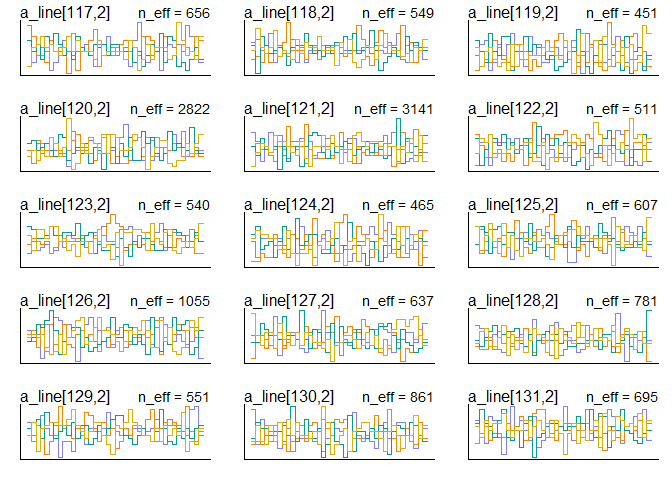 a_line[117,2] n_eff = 656 a_line[118,2] n_eff = 549 a_line[119,2] n_eff = 451
a_line[120,2] n_eff = 2822 a_line[121,2] n_eff = 3141 a_line[122,2] n_eff = 511
a_line[123,2] n_eff = 540 a_line[124,2] n_eff = 465 a_line[125,2] n_eff = 607
a_line[126,2] n_eff = 1055 a_line[127,2] n_eff = 637 a_line[128,2] n_eff = 781
a_line[129,2] n_eff = 551 a_line[130,2] n_eff = 861 a_line[131,2] n_eff = 695